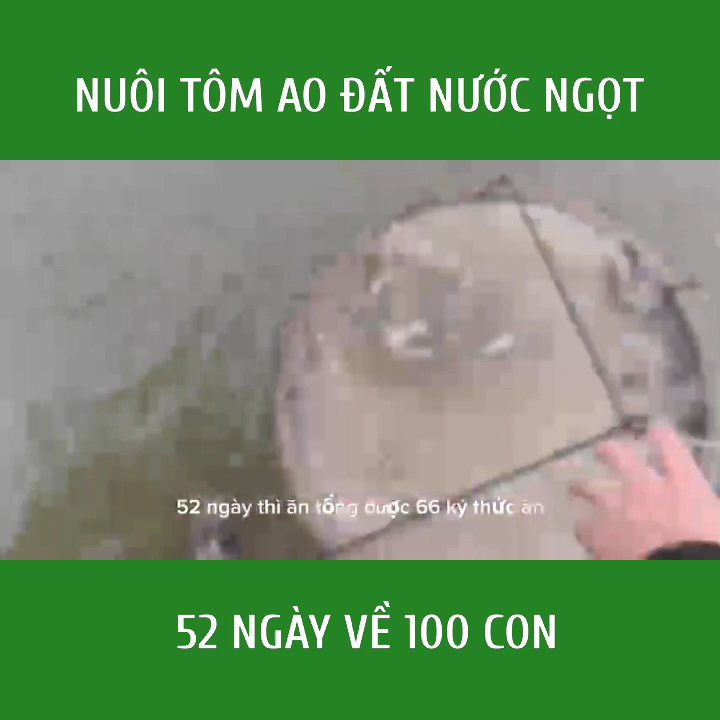 NUÔI TÔM AO ĐẤT NƯỚC NGỌT
52 ngày thì ăn tổng được 66 ký thức ăn
52 NGÀY VỀ 100 CON